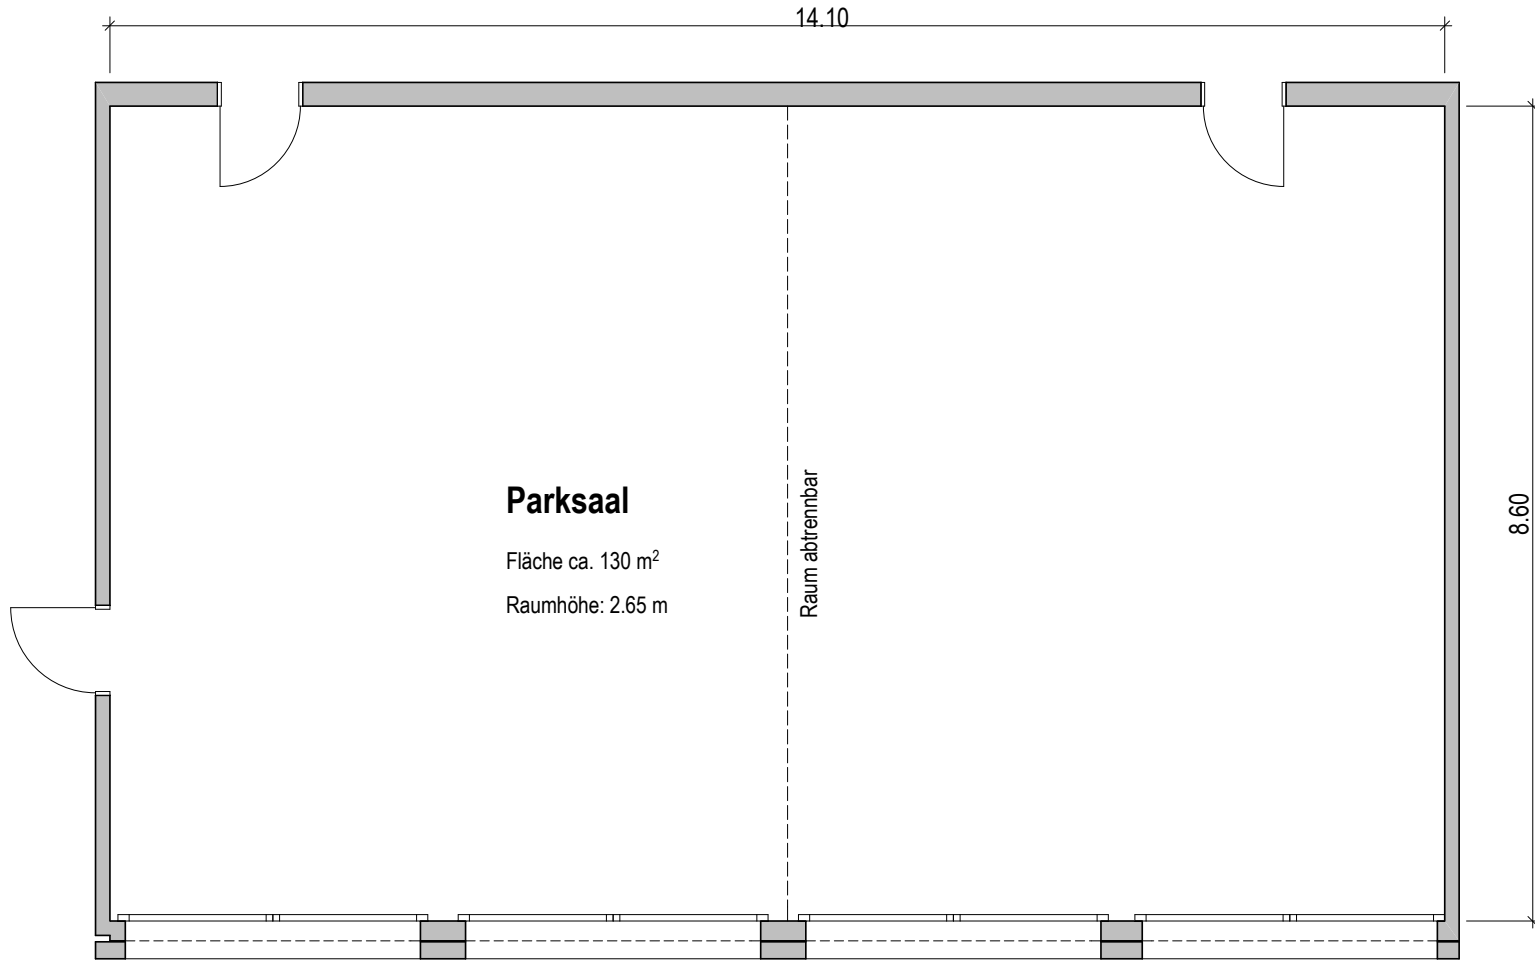 14.10
Parksaal
Fläche ca. 130 m²
Raumhöhe: 2.65 m
Raum abtrennbar
8.60